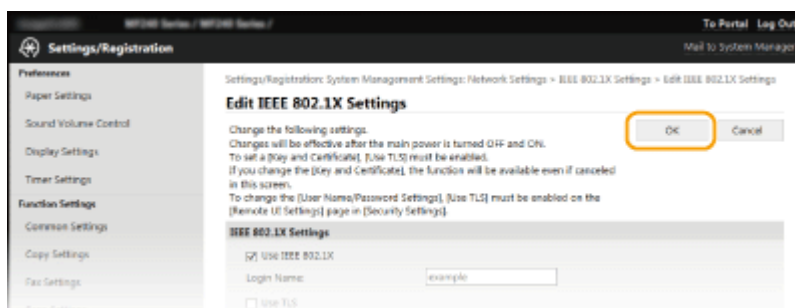 MF240 Series / MF240 Series /
To Portal Log Out
Settings/Registration
Mail to System Manager
Preferences
Paper Settings
Sound Volume Control
Display Settings
Timer Settings
Function Settings
Common Settings
Copy Settings
Fax Settings
Settings/Registration: System Management Settings: Network Settings > IEEE 802.1X Settings > Edit IEEE 802.1X Settings
Edit IEEE 802.1X Settings
OK
Cancel
Change the following settings.
Changes will be effective after the main power is turned OFF and ON.
To set a [Key and Certificate], [Use TLS] must be enabled.
If you change the [Key and Certificate], the function will be available even if canceled
in this screen.
To change the [User Name/Password Settings], [Use TLS] must be enabled on the
[Remote UI Settings] page in [Security Settings].
IEEE 802.1X Settings
Use IEEE 802.1X
Login Name:
example
Use TLS